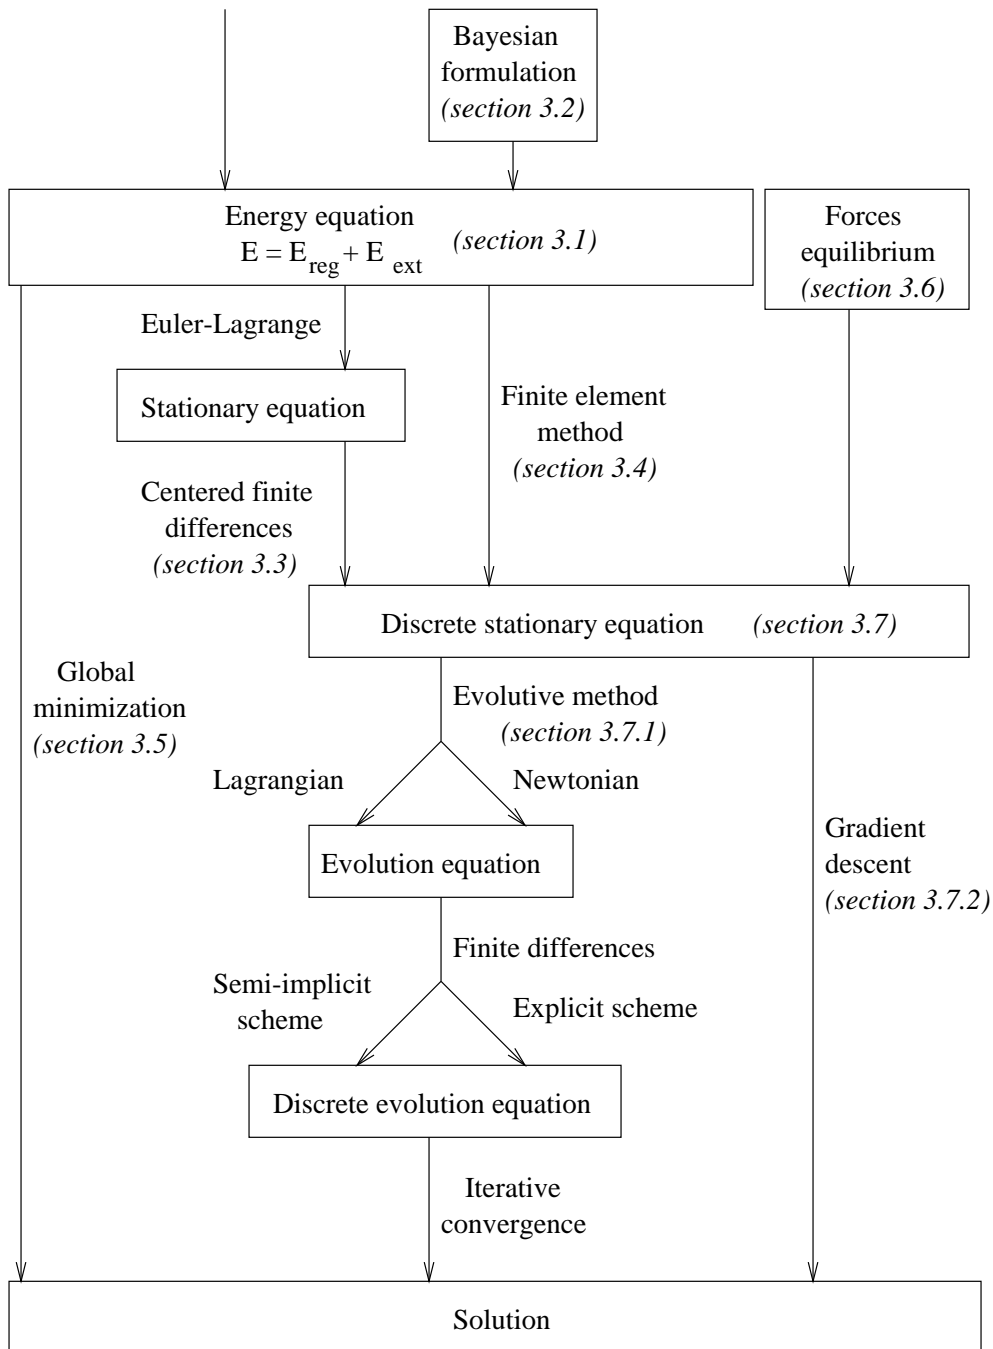 Bayesian
formulation
(section 3.2)
Energy equation
E = E reg + E ext
(section 3.1)
Forces
equilibrium
(section 3.6)
Euler-Lagrange
Stationary equation
Finite element
method
(section 3.4)
Centered finite
differences
(section 3.3)
Discrete stationary equation (section 3.7)
Global
minimization
(section 3.5)
Evolutive method
(section 3.7.1)
Lagrangian
Newtonian
Evolution equation
Gradient
descent
(section 3.7.2)
Finite differences
Semi-implicit
scheme
Explicit scheme
Discrete evolution equation
Iterative
convergence
Solution